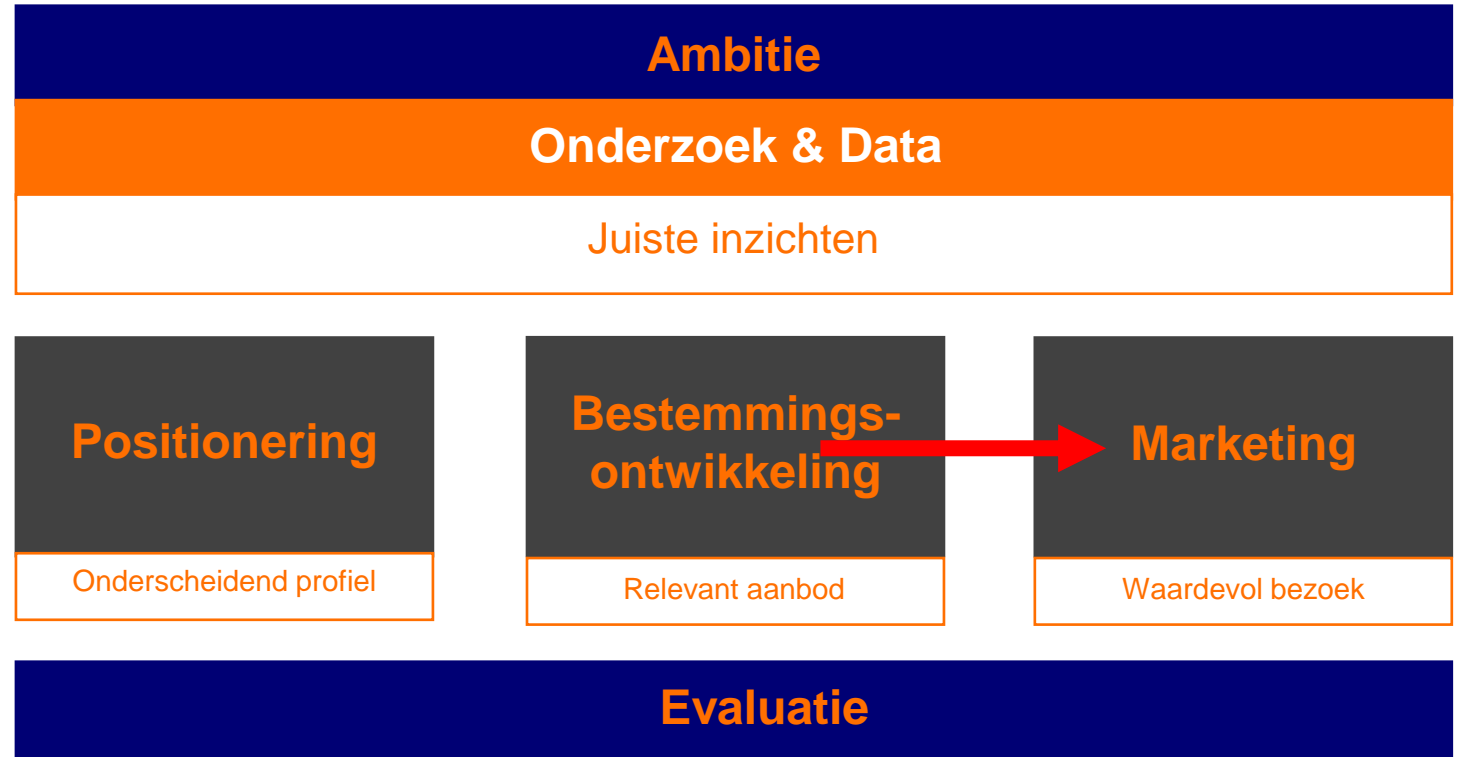 Ambitie
Onderzoek & Data
Juiste inzichten
Positionering
Onderscheidend profiel
Bestemmings-
ontwikkeling
Relevant aanbod
Marketing
Waardevol bezoek
Evaluatie